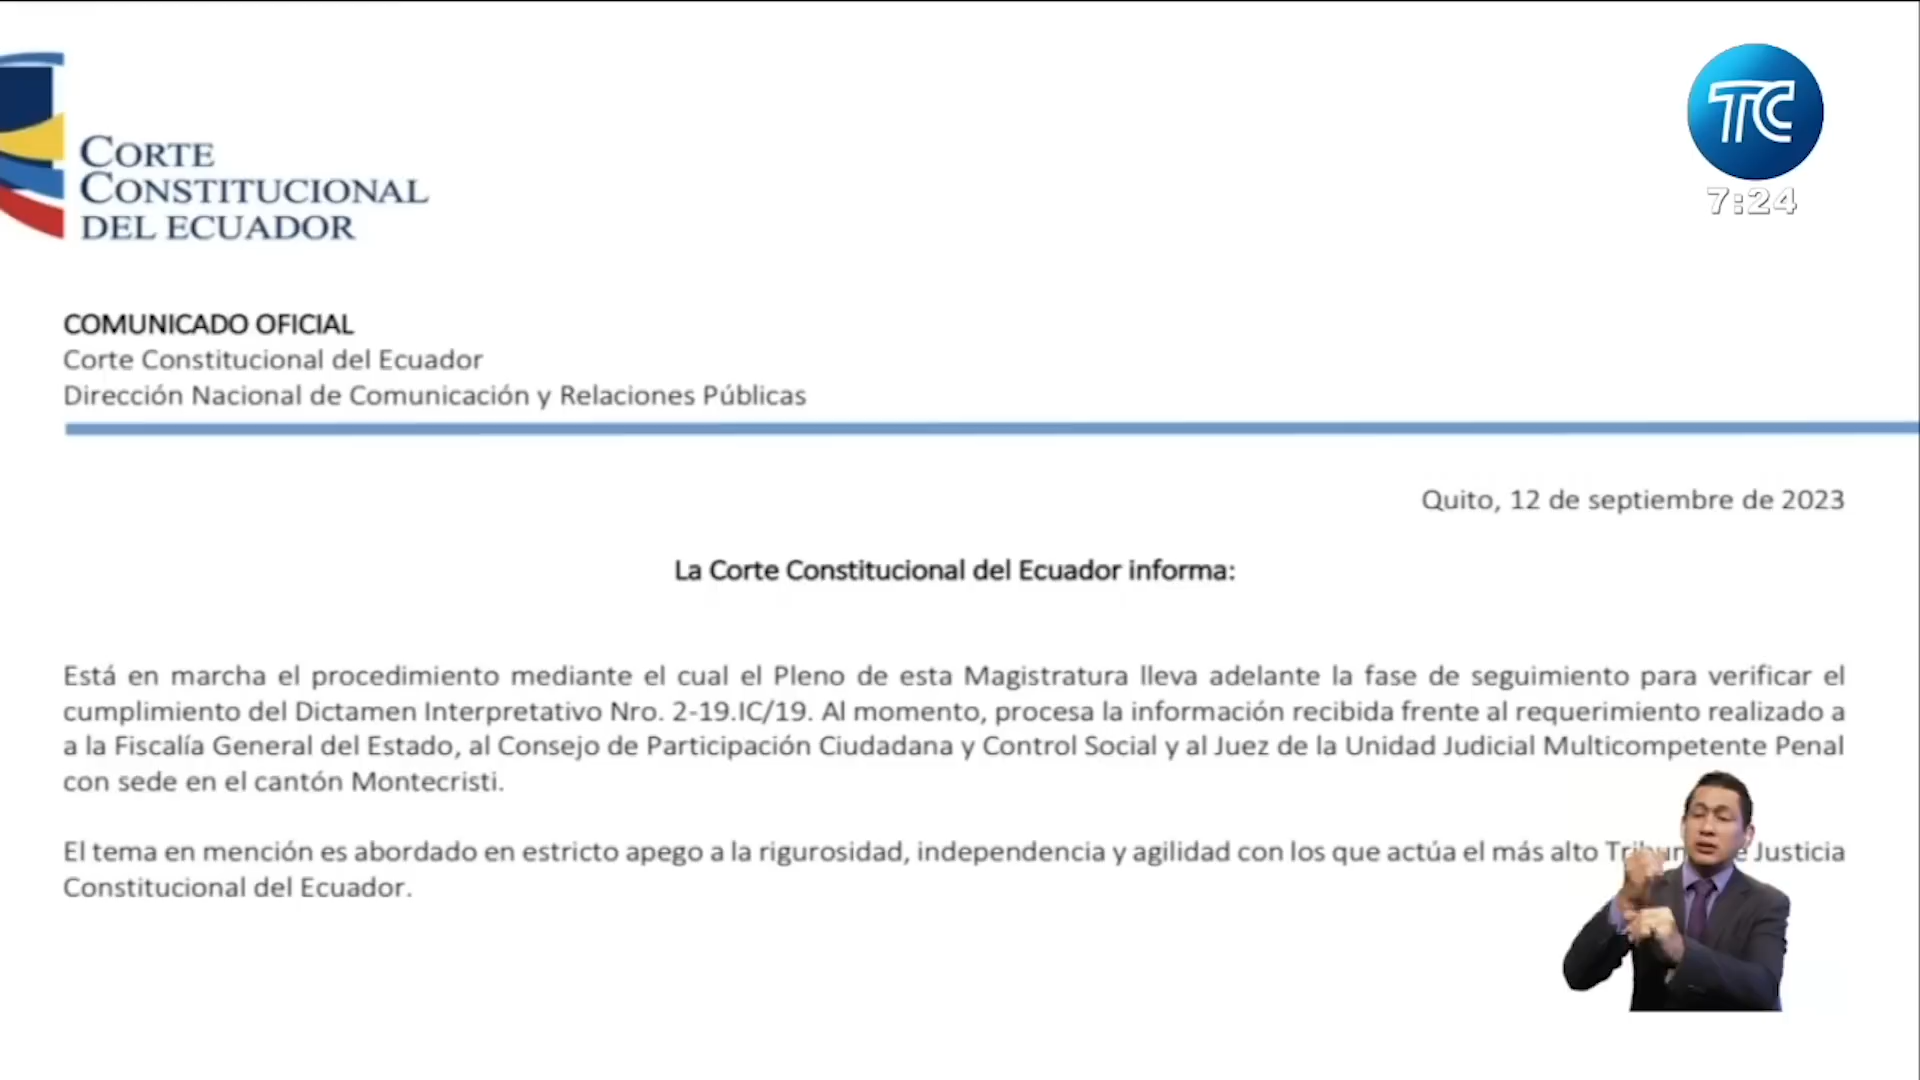 TC
7:24
CORTE
CONSTITUCIONAL
DEL ECUADOR
COMUNICADO OFICIAL
Corte Constitucional del Ecuador
Dirección Nacional de Comunicación y Relaciones Públicas
Quito, 12 de septiembre de 2023
La Corte Constitucional del Ecuador informa:
Está en marcha el procedimiento mediante el cual el Pleno de esta Magistratura lleva adelante la fase de seguimiento para verificar el
cumplimiento del Dictamen Interpretativo Nro. 2-19.IC/19. Al momento, procesa la información recibida frente al requerimiento realizado a
a la Fiscalía General del Estado, al Consejo de Participación Ciudadana y Control Social y al Juez de la Unidad Judicial Multicompetente Penal
con sede en el cantón Montecristi.
El tema en mención es abordado en estricto apego a la rigurosidad, independencia y agilidad con los que actúa el más alto Justicia
Constitucional del Ecuador.